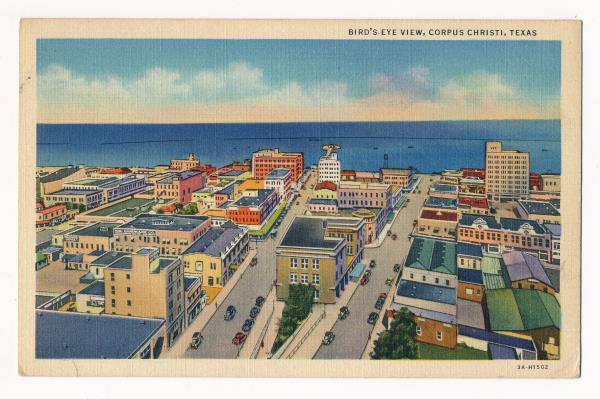 BIRD'S-EYE VIEW, CORPUS CHRISTI, TEXAS
3A-H1502